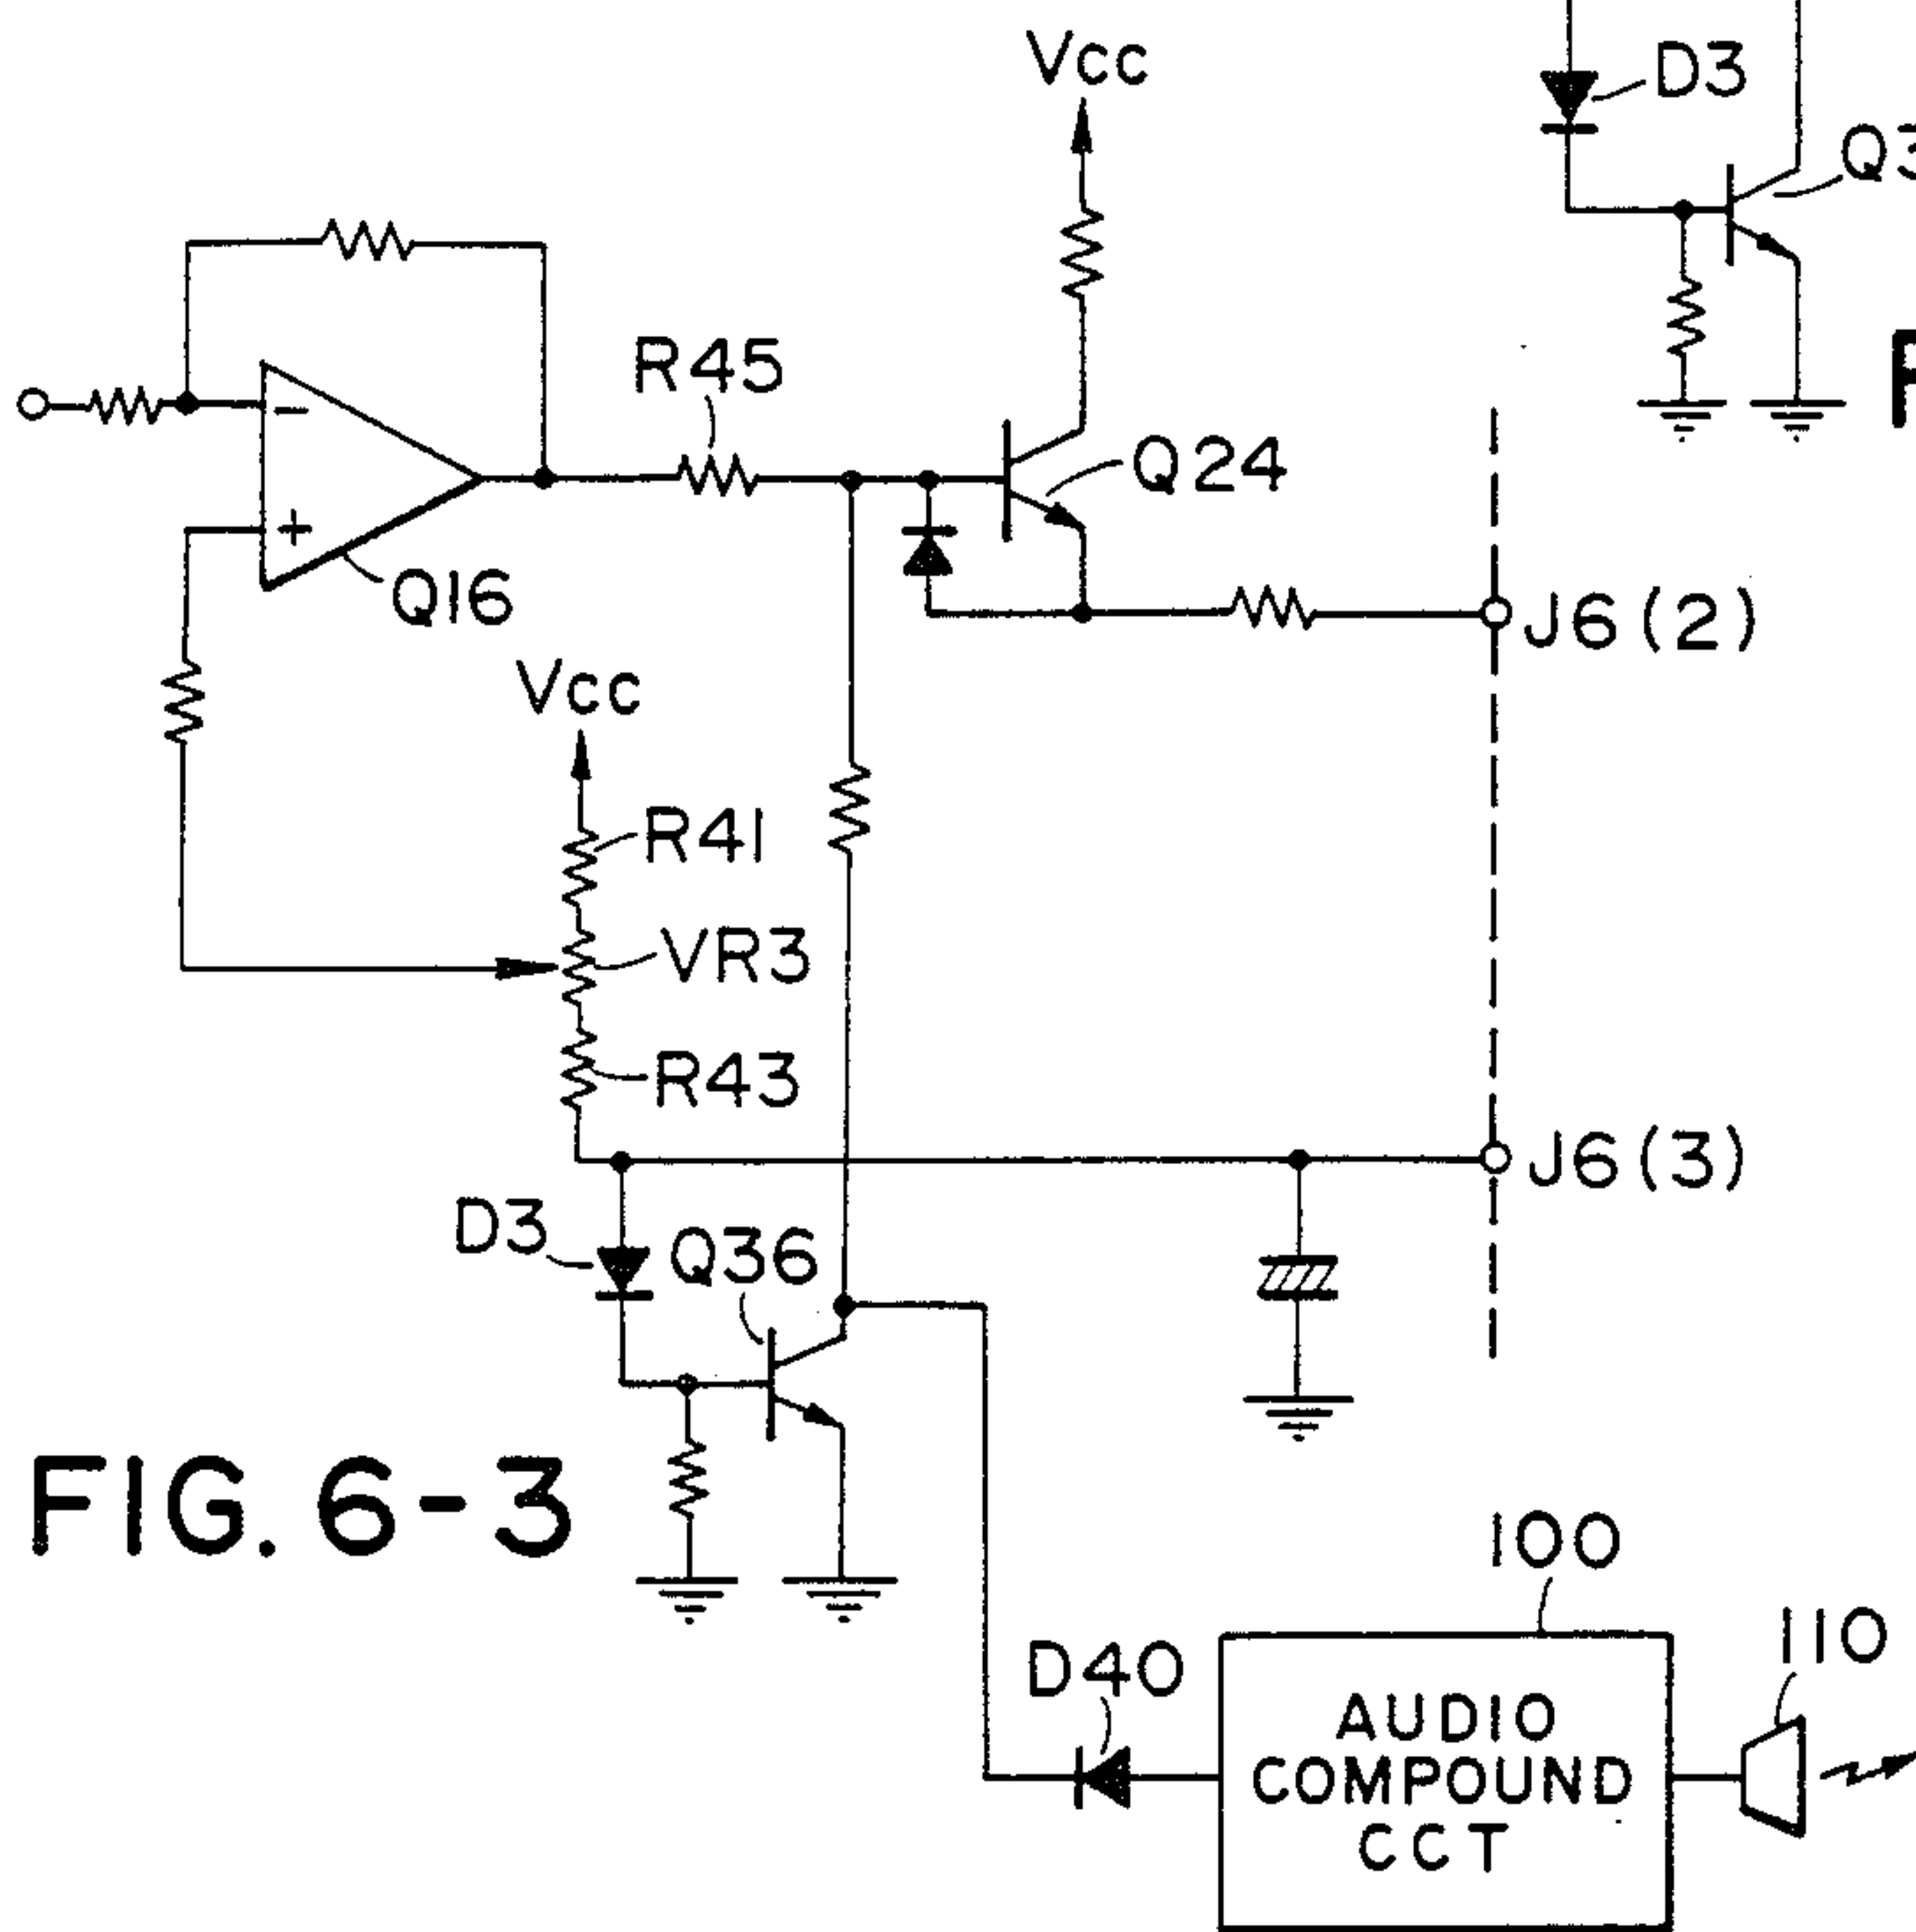 Vcc
D3
R45
Q24
Q16
J6(2)
Vcc
R41
VR3
R43
J6(3)
D3
Q36
FIG. 6-3
100
D40
110
AUDIO
COMPOUND
CCT